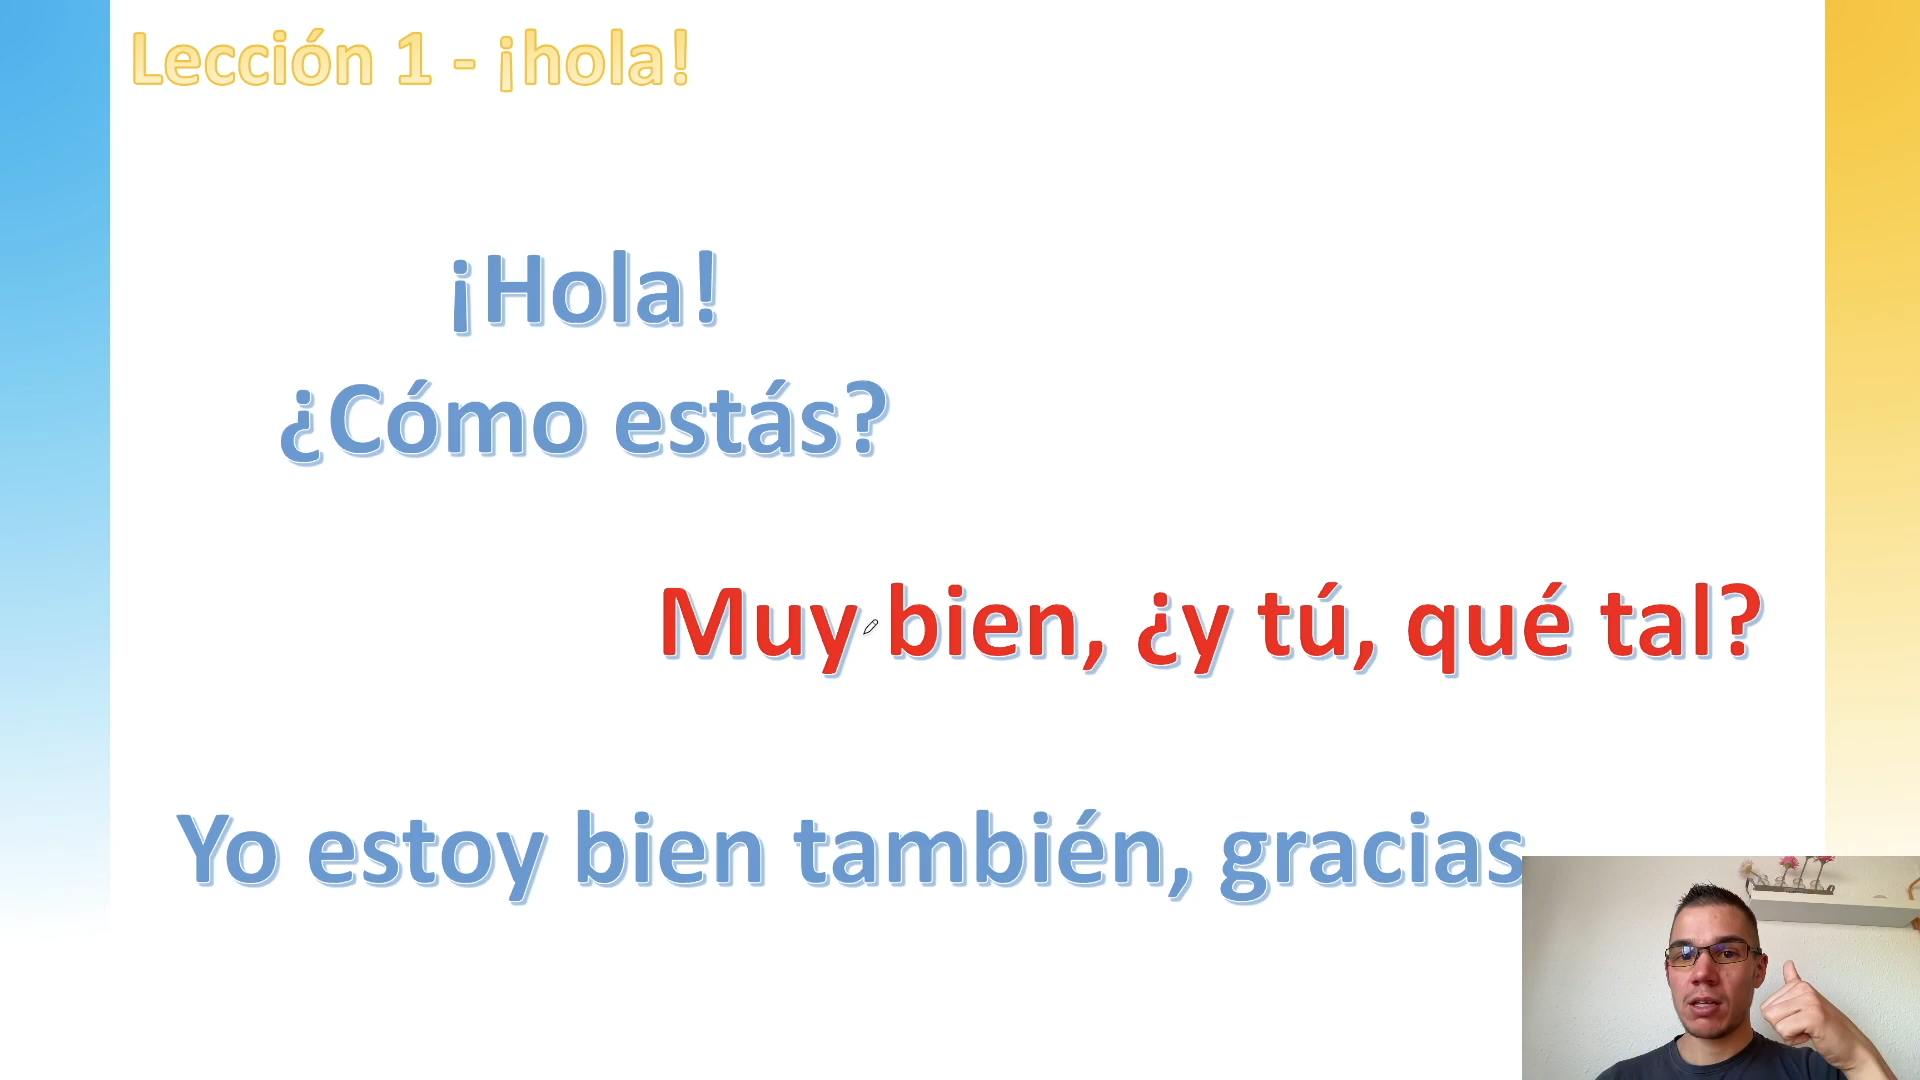 Lección 1 - ¡hola!
¡Hola!
¿Cómo estás?
Muy bien, ¿y tú, qué tal?
Yo estoy bien también, gracias